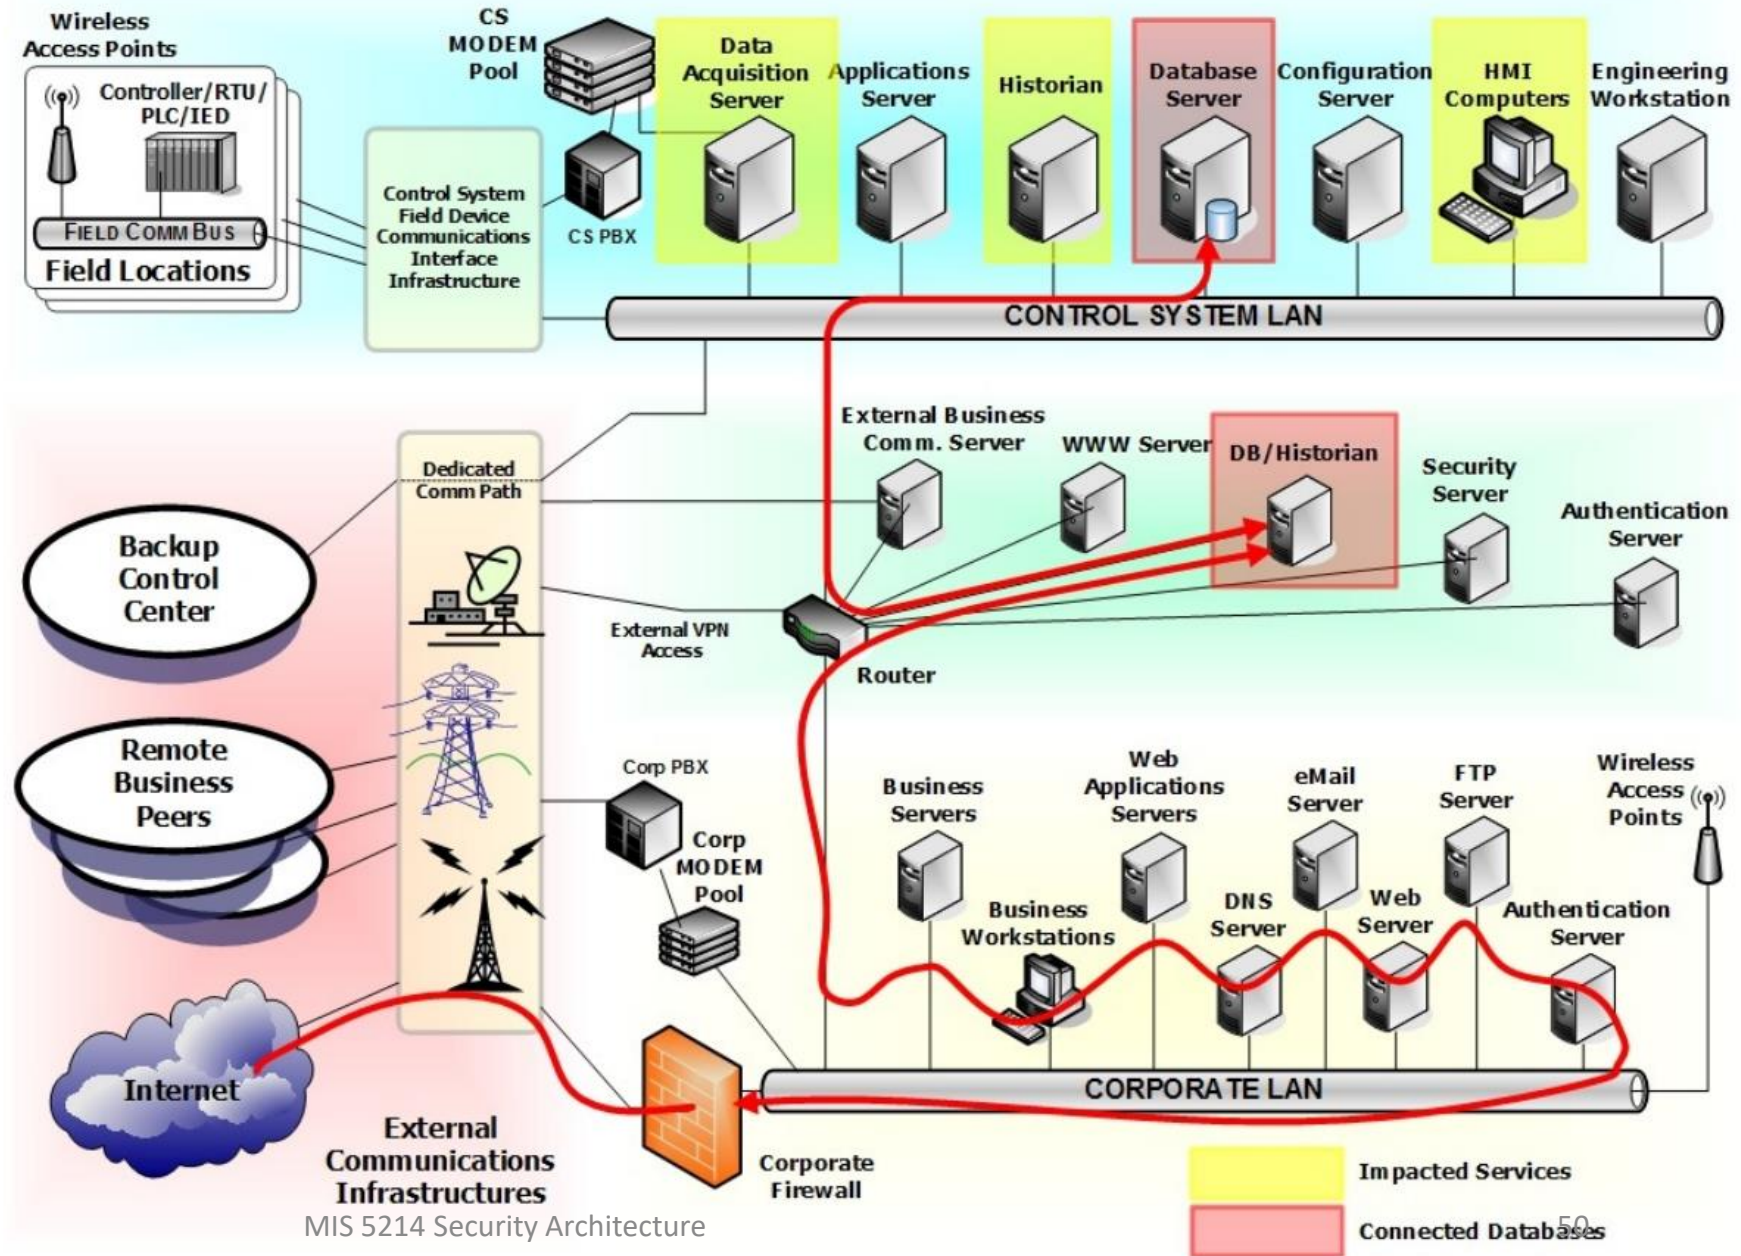 Wireless
Access Points
Controller/RTU/
PLC/IED
FIELD COMM BUS
Field Locations
Control System
Field Device
Communications
Interface
Infrastructure
CS
MODEM
Pool
CS PBX
Data
Acquisition
Server
Applications
Server
Historian
Database
Server
Configuration
Server
HMI
Computers
Engineering
Workstation
CONTROL SYSTEM LAN
Dedicated
Comm Path
External Business
Comm. Server
WWW Server
DB/Historian
Security
Server
Authentication
Server
Backup
Control
Center
External VPN
Access
Router
Remote
Business
Peers
Corp PBX
Corp
MODEM
Pool
Business
Servers
Business
Workstations
Web
Applications
Servers
DNS
Server
eMail
Server
Web
Server
FTP
Server
Authentication
Server
Wireless
Access
Points
Internet
CORPORATE LAN
External
Communications
Infrastructures
Corporate
Firewall
Impacted Services
Connected Databases
MIS 5214 Security Architecture
50